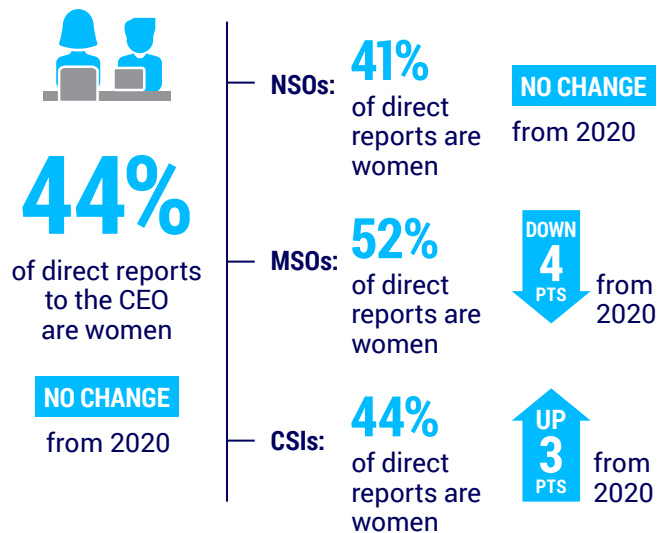 44%
of direct reports
to the CEO
are women
NO CHANGE
from 2020
NSOs:
41%
of direct
reports are
women
NO CHANGE
from 2020
MSOs:
52%
of direct
reports are
women
DOWN
4
PTS
from
2020
CSIs:
44%
of direct
reports are
women
UP
3
PTS
from
2020